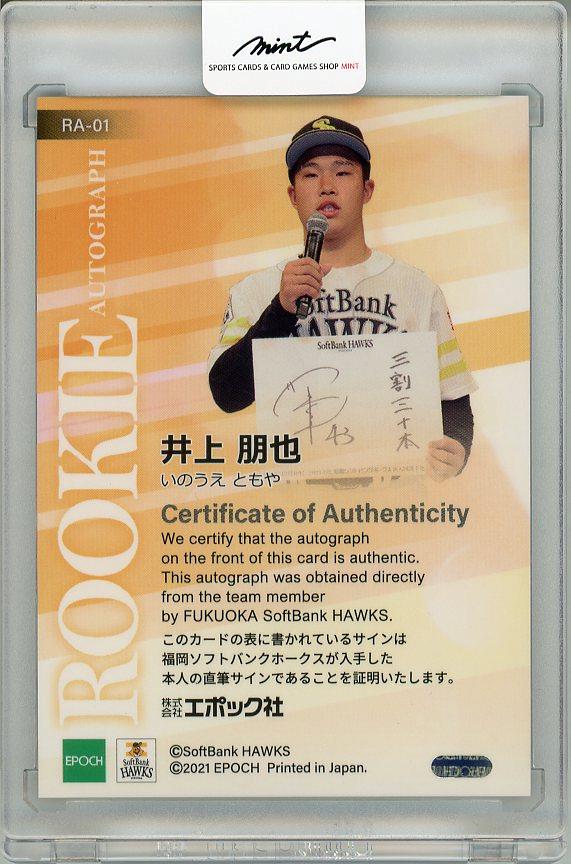 mint
SPORTS CARDS & CARD GAMES SHOP MINT
RA-01
ROOKIE
AUTOGRAPH
SoftBank
HAWKS
SoftBank HAWKS
三割三十本
43
井上 朋也
いのうえ ともや
Certificate of Authenticity
We certify that the autograph
on the front of this card is authentic.
This autograph was obtained directly
from the team member
by FUKUOKA SoftBank HAWKS.
このカードの表に書かれているサインは
福岡ソフトバンクホークスが入手した
本人の直筆サインであることを証明いたします。
株式会社エポック社
EPOCH
SoftBank
HAWKS
©SoftBank HAWKS
©2021 EPOCH Printed in Japan.